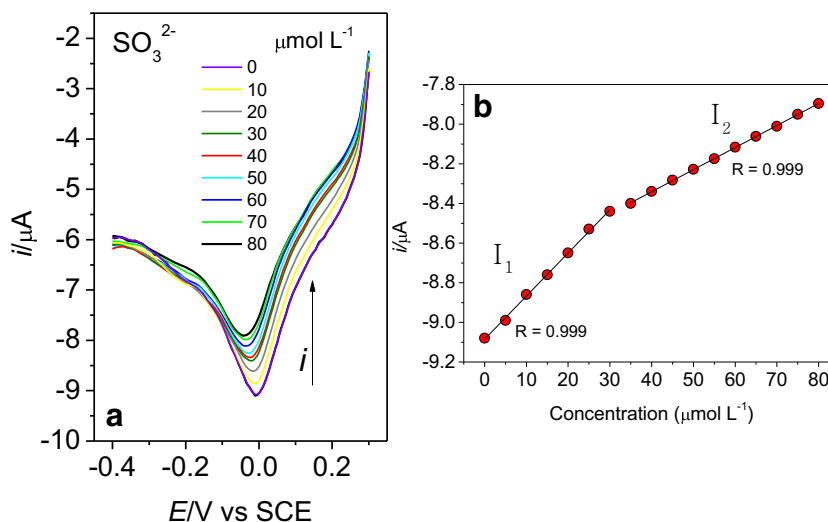 SO₃²⁻
μmol L⁻¹
0
10
20
30
40
50
60
70
80
-2
-3
-4
-5
-6
-7
-8
-9
-10
i/μA
i
a
-0.4
-0.2
0.0
0.2
E/V vs SCE
b
-7.8
-8.0
-8.2
-8.4
-8.6
-8.8
-9.0
-9.2
i/μA
I₁
I₂
R = 0.999
R = 0.999
0 10 20 30 40 50 60 70 80
Concentration (μmol L⁻¹)